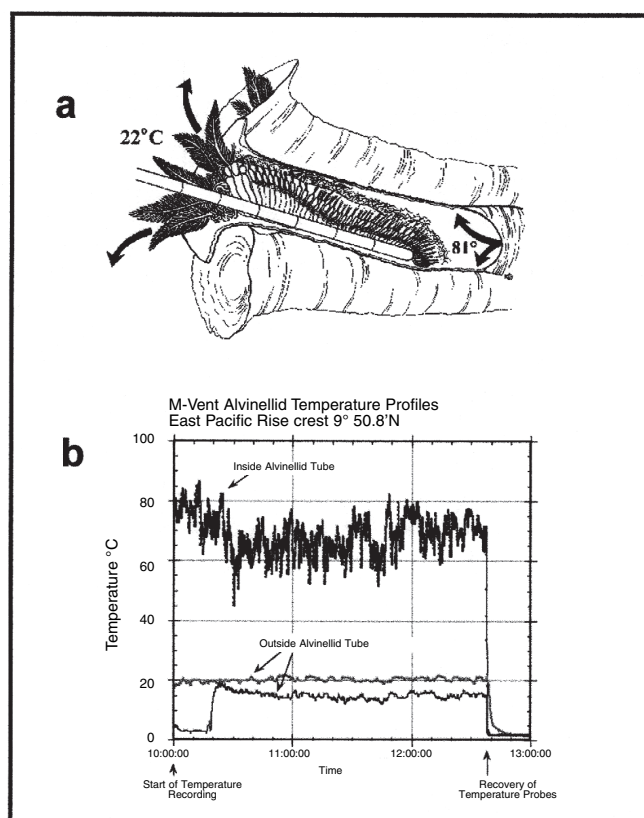 a
22°C
81°
M-Vent Alvinellid Temperature Profiles
East Pacific Rise crest 9° 50.8'N
b
100
Inside Alvinellid Tube
80
60
Temperature °C
40
Outside Alvinellid Tube
20
0
10:00:00 11:00:00 12:00:00 13:00:00
Time
Start of Temperature
Recording
Recovery of
Temperature Probes